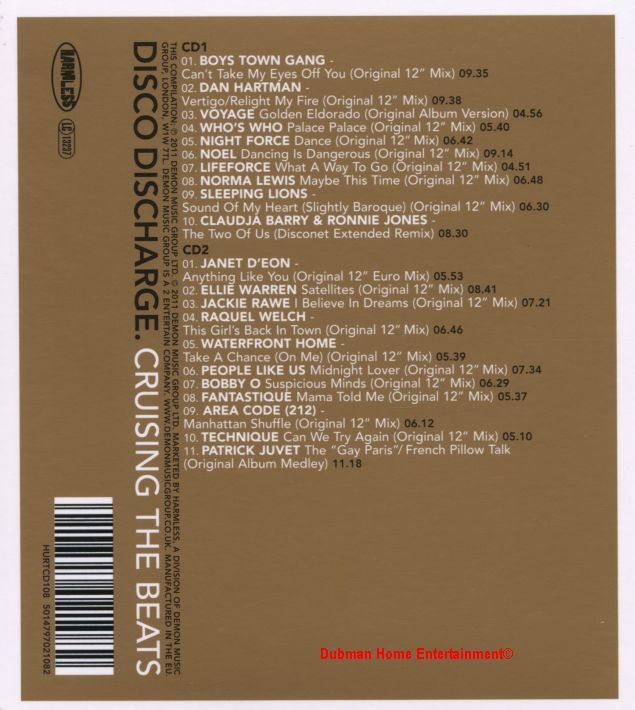 CD1
01. BOYS TOWN GANG -
Can't Take My Eyes Off You (Original 12" Mix) 09.35
02. DAN HARTMAN -
Vertigo/Relight My Fire (Original 12" Mix) 09.38
03. VOYAGE Golden Eldorado (Original Album Version) 04.56
04. WHO'S WHO Palace Palace (Original 12" Mix) 05.40
05. NIGHT FORCE Dance (Original 12" Mix) 06.42
06. NOEL Dancing Is Dangerous (Original 12" Mix) 09.14
07. LIFEFORCE What A Way To Go (Original 12" Mix) 04.51
08. NORMA LEWIS Maybe This Time (Original 12" Mix) 06.48
09. SLEEPING LIONS -
Sound Of My Heart (Slightly Baroque) (Original 12" Mix) 06.30
10. CLAUDJA BARRY & RONNIE JONES -
The Two Of Us (Disconet Extended Remix) 08.30
CD2
01. JANET D'EON -
Anything Like You (Original 12" Euro Mix) 05.53
02. ELLIE WARREN Satellites (Original 12" Mix) 08.41
03. JACKIE RAWE I Believe In Dreams (Original 12" Mix) 07.21
04. RAQUEL WELCH -
This Girl's Back In Town (Original 12" Mix) 06.46
05. WATERFRONT HOME -
Take A Chance (On Me) (Original 12" Mix) 05.39
06. PEOPLE LIKE US Midnight Lover (Original 12" Mix) 07.34
07. BOBBY O Suspicious Minds (Original 12" Mix) 06.29
08. FANTASTIQUE Mama Told Me (Original 12" Mix) 05.37
09. AREA CODE (212) -
Manhattan Shuffle (Original 12" Mix) 06.12
10. TECHNIQUE Can We Try Again (Original 12" Mix) 05.10
11. PATRICK JUVET The "Gay Paris"/ French Pillow Talk
(Original Album Medley) 11.18
THIS COMPILATION: ℗ 2011 DEMON MUSIC GROUP LTD. © 2011 DEMON MUSIC GROUP LTD. MARKETED BY HARMLESS, A DIVISION OF DEMON MUSIC
GROUP, LONDON, W1W 7TL. DEMON MUSIC GROUP IS A 2 ENTERTAIN COMPANY. WWW.DEMONMUSICGROUP.CO.UK. MANUFACTURED IN THE EU.
DISCO DISCHARGE. CRUISING THE BEATS
HARMLESS
LC 12237
HURTCD108 5014797021082
Dubman Home Entertainment©